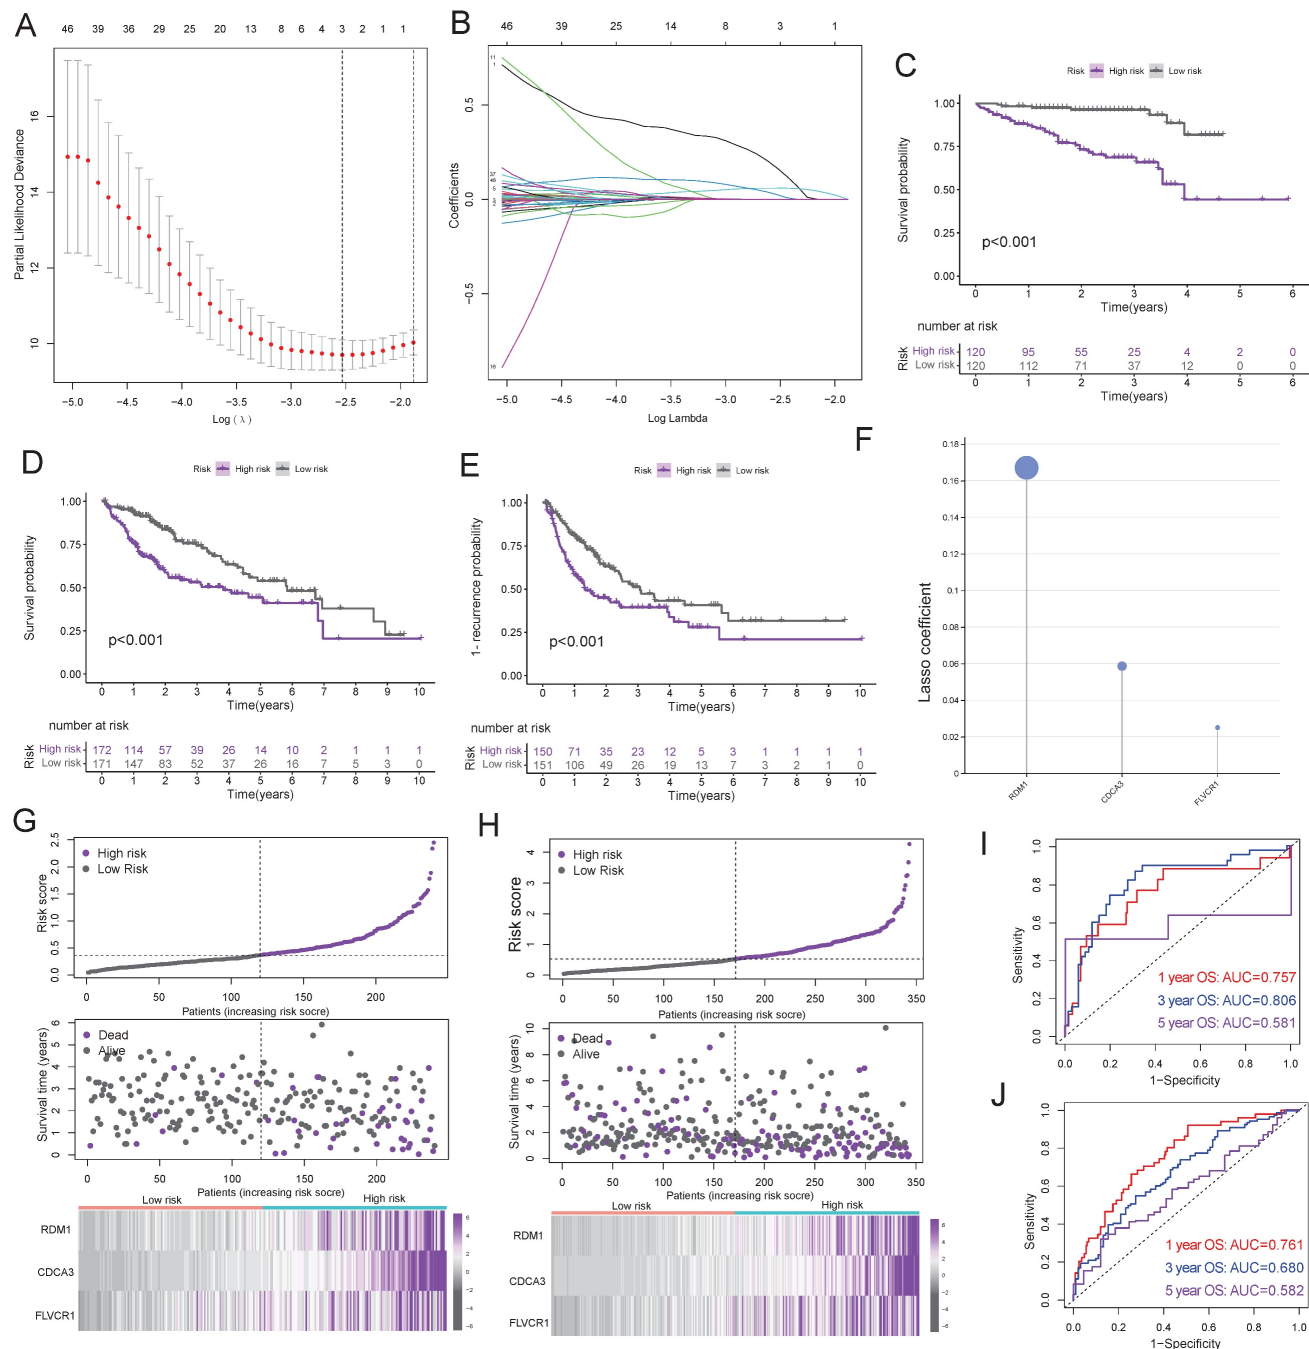 A
46 39 36 29 25 20 13 8 6 4 3 2 1 1
Partial Likelihood Deviance
16
14
12
10
−5.0 −4.5 −4.0 −3.5 −3.0 −2.5 −2.0
Log ( λ )
B
46 39 25 14 8 3 1
Coefficients
0.5
0.0
−0.5
11
1
37
5
16
−5.0 −4.5 −4.0 −3.5 −3.0 −2.5 −2.0
Log Lambda
C
Risk High risk Low risk
Survival probability
1.00
0.75
0.50
0.25
0.00
p<0.001
0 1 2 3 4 5 6
Time(years)
number at risk
Risk
High risk 120 95 55 25 4 2 0
Low risk 120 112 71 37 12 0 0
0 1 2 3 4 5 6
Time(years)
D
Risk High risk Low risk
Survival probability
1.00
0.75
0.50
0.25
0.00
p<0.001
0 1 2 3 4 5 6 7 8 9 10
Time(years)
number at risk
Risk
High risk 172 114 57 39 26 14 10 2 1 1 1
Low risk 171 147 83 52 37 26 16 7 5 3 0
0 1 2 3 4 5 6 7 8 9 10
Time(years)
E
Risk High risk Low risk
1- recurrence probability
1.00
0.75
0.50
0.25
0.00
p<0.001
0 1 2 3 4 5 6 7 8 9 10
Time(years)
number at risk
Risk
High risk 150 71 35 23 12 5 3 1 1 1 1
Low risk 151 106 49 26 19 13 7 3 2 1 0
0 1 2 3 4 5 6 7 8 9 10
Time(years)
F
Lasso coefficient
0.18
0.16
0.14
0.12
0.1
0.08
0.06
0.04
0.02
0
RDM1 CDCA3 FLVCR1
G
Risk score
2.5
2.0
1.5
1.0
0.5
0.0
High risk
Low Risk
0 50 100 150 200
Patients (increasing risk socre)
Survival time (years)
6
5
4
3
2
1
0
Dead
Alive
0 50 100 150 200
Patients (increasing risk socre)
Low risk High risk
RDM1
CDCA3
FLVCR1
6
4
2
0
−2
−4
−6
H
Risk score
4
3
2
1
0
High risk
Low Risk
0 50 100 150 200 250 300 350
Patients (increasing risk socre)
Survival time (years)
10
8
6
4
2
0
Dead
Alive
0 50 100 150 200 250 300 350
Patients (increasing risk socre)
Low risk High risk
RDM1
CDCA3
FLVCR1
6
4
2
0
−2
−4
−6
I
Sensitivity
1.0
0.8
0.6
0.4
0.2
0.0
1 year OS: AUC=0.757
3 year OS: AUC=0.806
5 year OS: AUC=0.581
0.0 0.2 0.4 0.6 0.8 1.0
1−Specificity
J
Sensitivity
1.0
0.8
0.6
0.4
0.2
0.0
1 year OS: AUC=0.761
3 year OS: AUC=0.680
5 year OS: AUC=0.582
0.0 0.2 0.4 0.6 0.8 1.0
1−Specificity